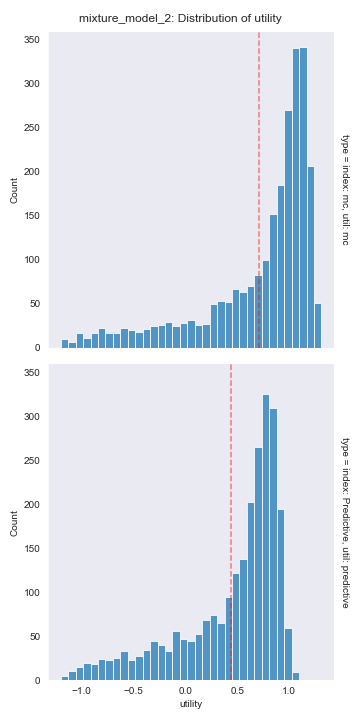 mixture_model_2: Distribution of utility
350
300
250
200
150
100
50
0
Count
type = index: mc, util: mc
350
300
250
200
150
100
50
0
Count
type = index: Predictive, util: predictive
−1.0 −0.5 0.0 0.5 1.0
utility